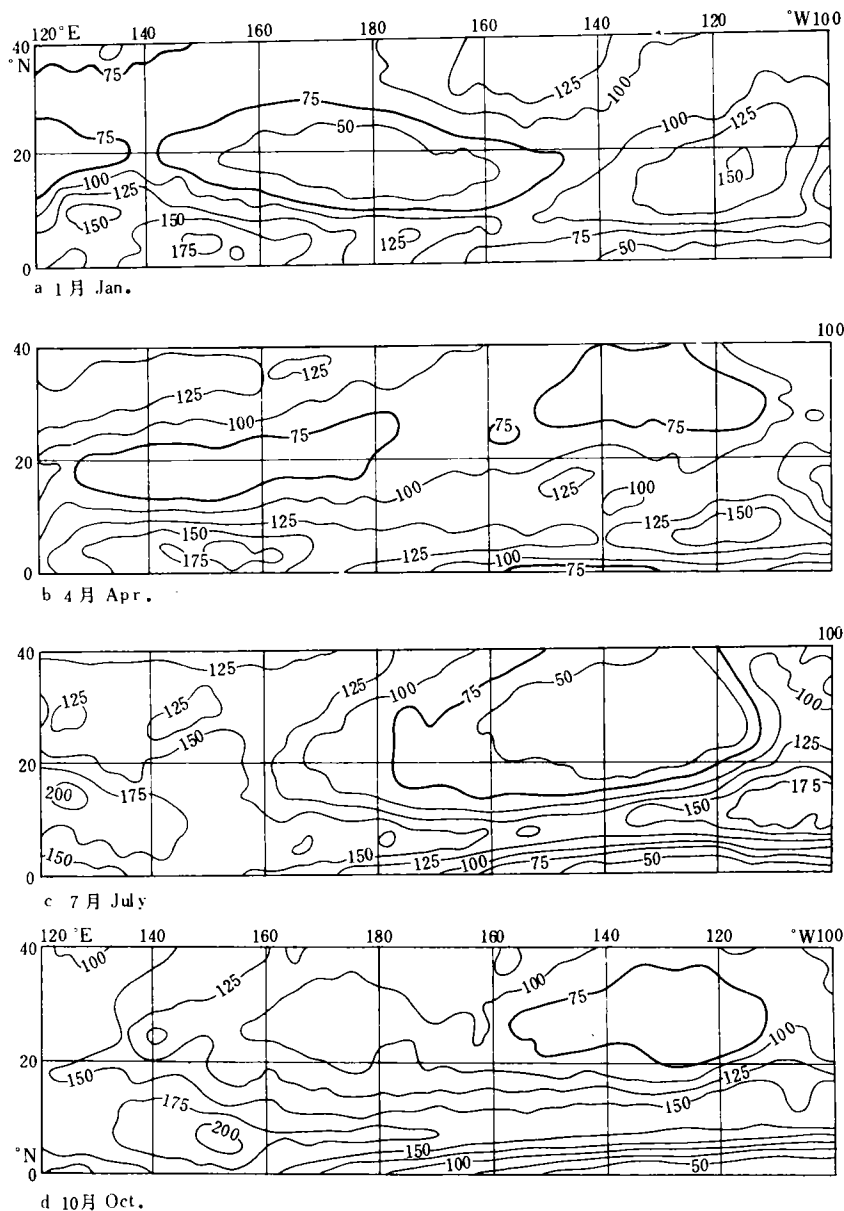 120°E 140 160 180 160 140 120 °W100
40
°N
75 125 100
75 75 50 100 125
20
100 125 150
150 150 175 125 75 50
0
a 1月 Jan.
100
40
125 125
100 75 75 75
20
100 125 100
125 150 125 150
175 125 100 75
0
b 4月 Apr.
100
40
125 125 75 50 100
125 125 100
150 125
20
200 175 150 175
150 150 125 100 75 50
0
c 7月 July
120°E 140 160 180 160 140 120 °W100
40
100 125 100 75
100
20
150 125
175 150
200
°N 150 100 50
0
d 10月 Oct.